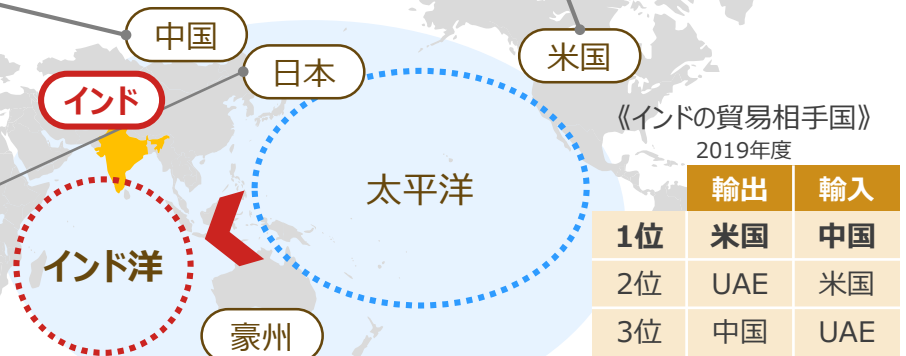 中国
米国
日本
インド
《インドの貿易相手国》
2019年度
太平洋
インド洋
豪州
輸出 輸入
1位 米国 中国
2位 UAE 米国
3位 中国 UAE